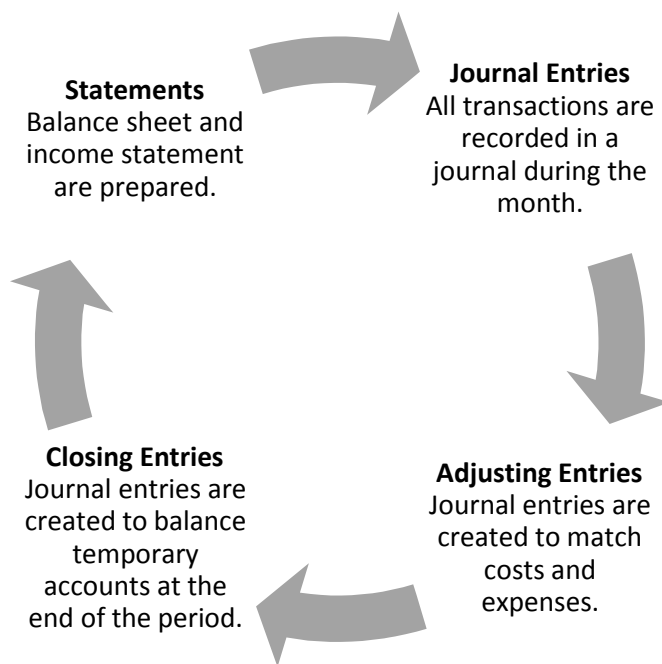 Statements
Balance sheet and
income statement
are prepared.
Journal Entries
All transactions are
recorded in a
journal during the
month.
Adjusting Entries
Journal entries are
created to match
costs and
expenses.
Closing Entries
Journal entries are
created to balance
temporary
accounts at the
end of the period.